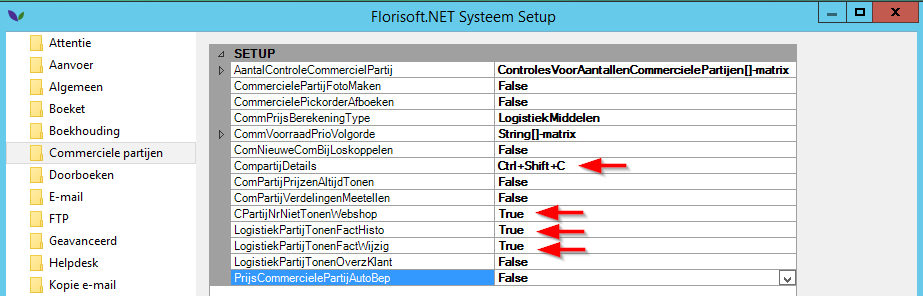 Florisoft.NET Systeem Setup
Attentie
Aanvoer
Algemeen
Boeket
Boekhouding
Commerciele partijen
Doorboeken
E-mail
FTP
Geavanceerd
Helpdesk
Kopie e-mail
SETUP
AantalControleCommercielPartij ControlesVoorAantallenCommercielePartijen[]-matrix
CommercielePartijFotoMaken False
CommercielePickorderAfboeken False
CommPrijsBerekeningType LogistiekMiddelen
CommVoorraadPrioVolgorde String[]-matrix
ComNieuweComBijLoskoppelen False
CompartijDetails Ctrl+Shift+C
ComPartijPrijzenAltijdTonen False
ComPartijVerdelingenMeetellen False
CPartijNrNietTonenWebshop True
LogistiekPartijTonenFactHisto True
LogistiekPartijTonenFactWijzig True
LogistiekPartijTonenOverzKlant False
PrijsCommercielePartijAutoBep False